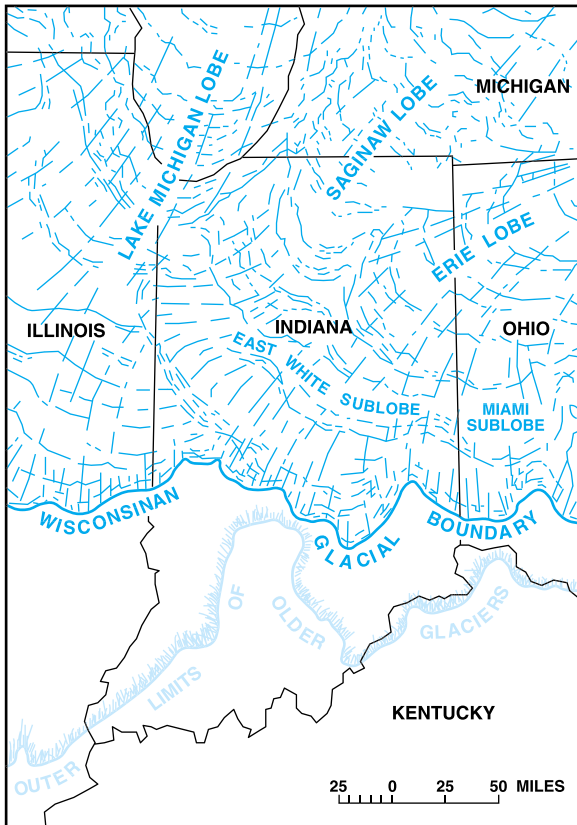 MICHIGAN
LAKE MICHIGAN LOBE
SAGINAW LOBE
ERIE LOBE
ILLINOIS
INDIANA
OHIO
EAST WHITE SUBLOBE
MIAMI
SUBLOBE
WISCONSINAN GLACIAL BOUNDARY
OUTER LIMITS OF OLDER GLACIERS
KENTUCKY
25 0 25 50 MILES